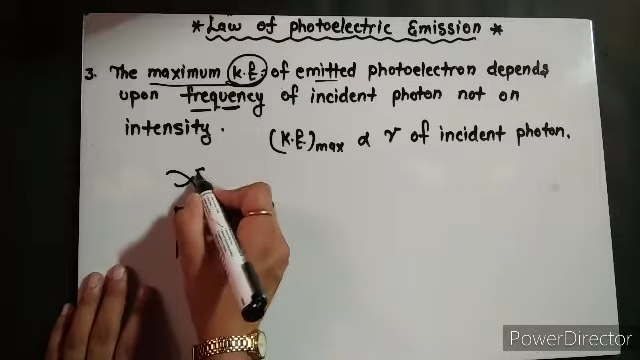 * Law of photoelectric Emission *
3. The maximum K.E. of emitted photoelectron depends
upon frequency of incident photon not on
intensity.
(K.E.)max α ν of incident photon.
PowerDirector